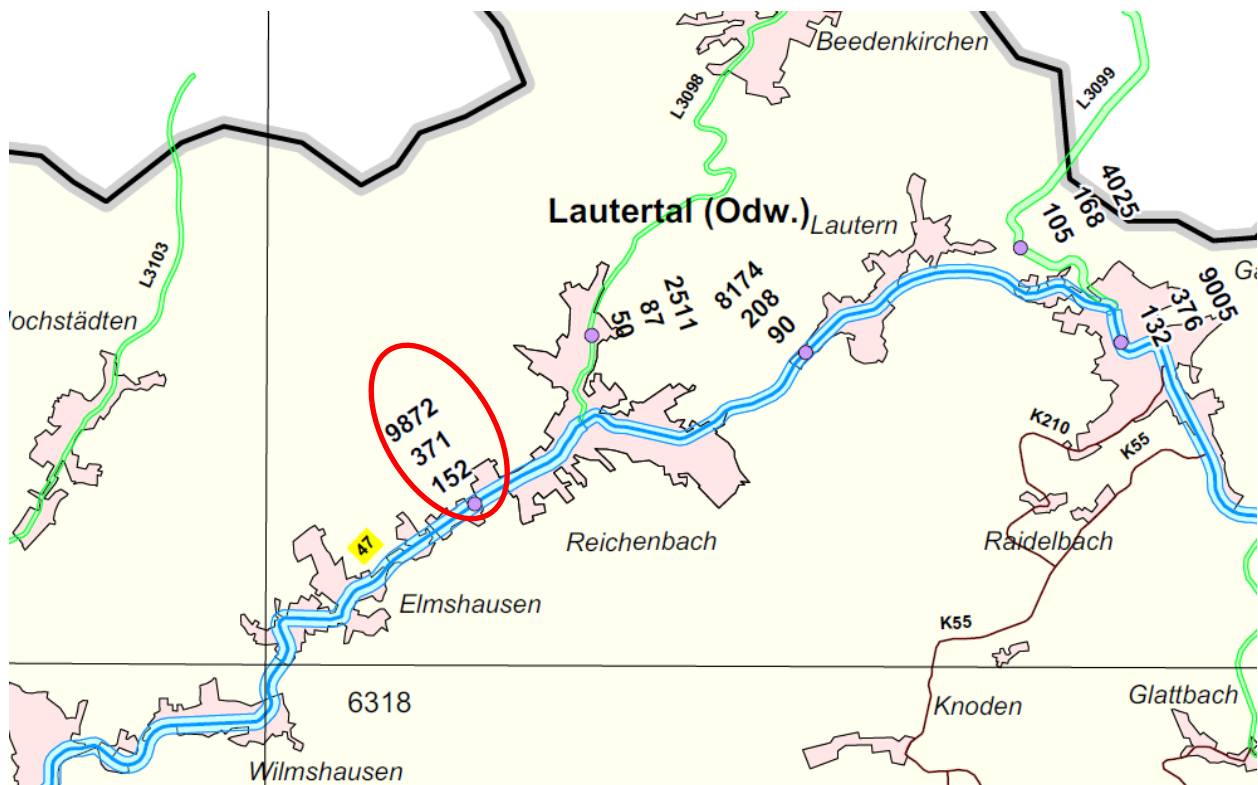 Beedenkirchen
L3098
L3099
4025
168
105
Lautertal (Odw.)
Lautern
L3103
2511
87
50
8174
208
90
9005
376
132
Ga
ochstädten
9872
371
152
K210
K55
47
Reichenbach
Raidelbach
Elmshausen
K55
6318
Knoden
Glattbach
Wilmshausen